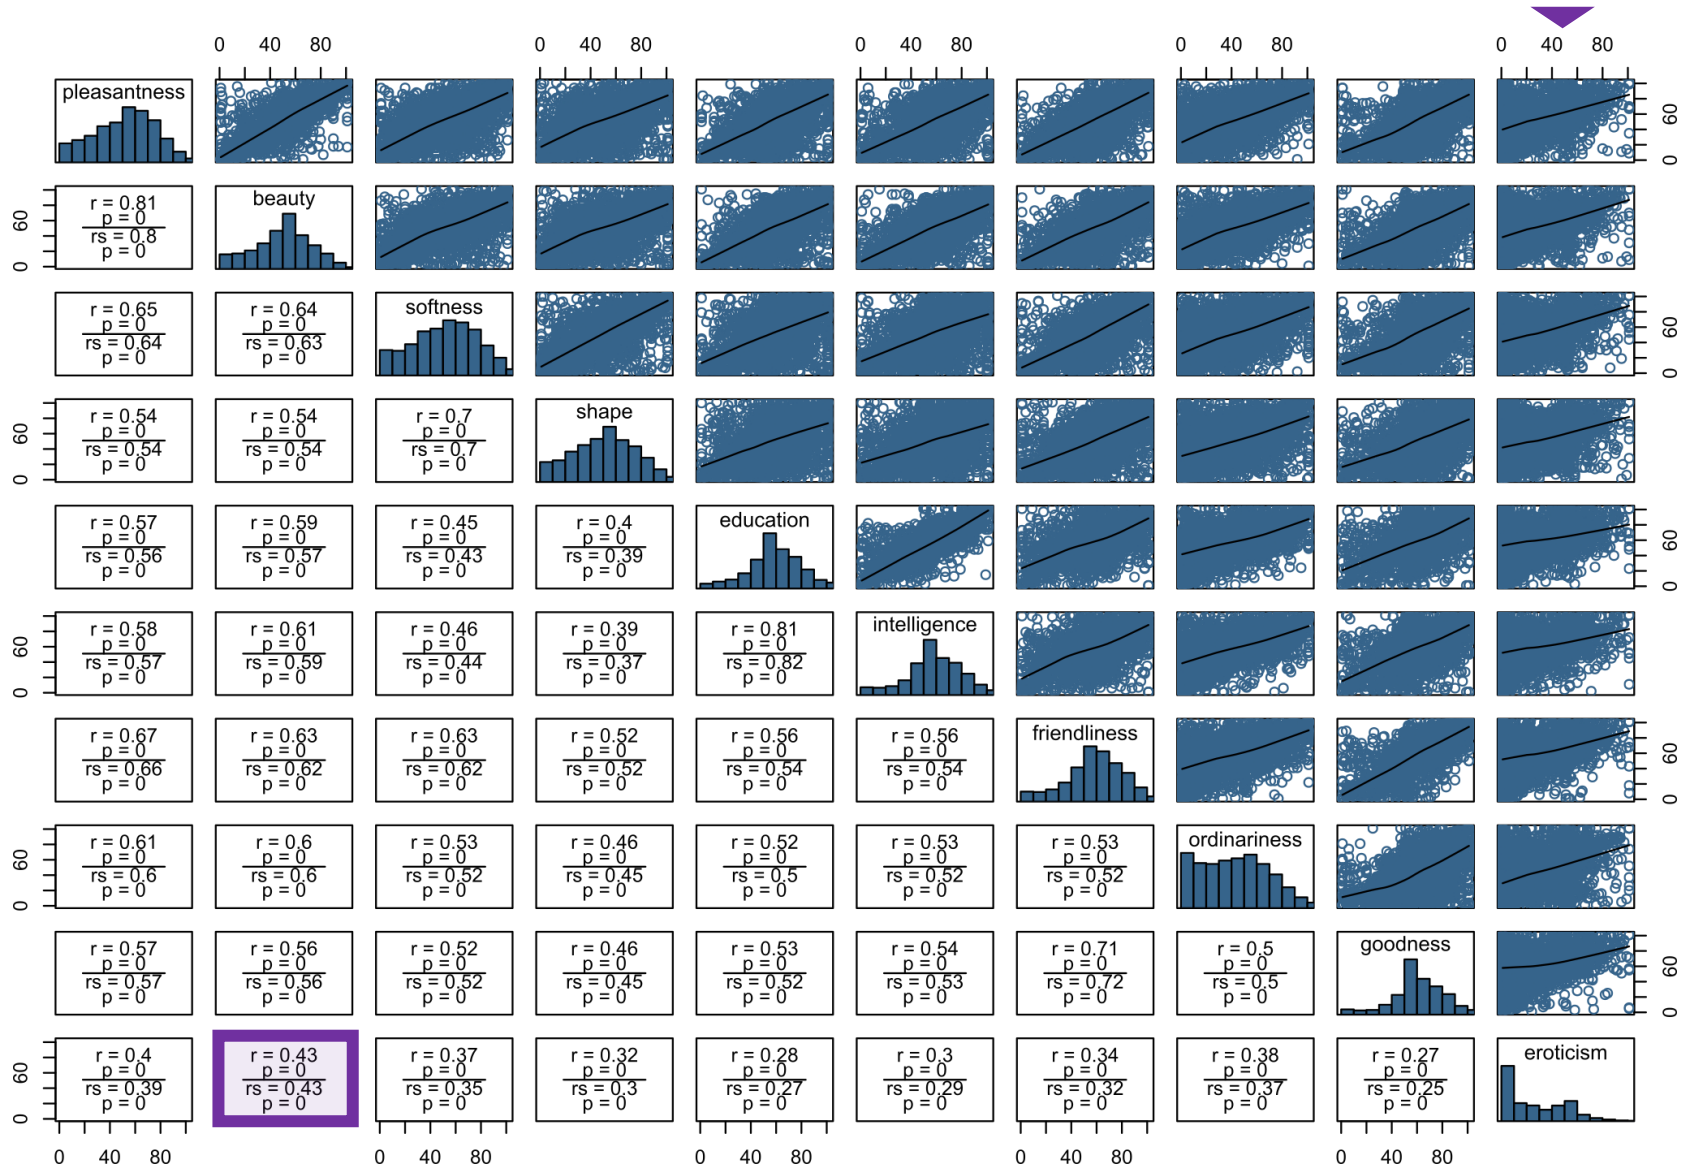 0 40 80 0 40 80 0 40 80 0 40 80 0 40 80
pleasantness
60
0
r = 0.81
p = 0
rs = 0.8
p = 0
beauty
60
0
r = 0.65
p = 0
rs = 0.64
p = 0
r = 0.64
p = 0
rs = 0.63
p = 0
softness
60
0
r = 0.54
p = 0
rs = 0.54
p = 0
r = 0.54
p = 0
rs = 0.54
p = 0
r = 0.7
p = 0
rs = 0.7
p = 0
shape
60
0
r = 0.57
p = 0
rs = 0.56
p = 0
r = 0.59
p = 0
rs = 0.57
p = 0
r = 0.45
p = 0
rs = 0.43
p = 0
r = 0.4
p = 0
rs = 0.39
p = 0
education
60
0
r = 0.58
p = 0
rs = 0.57
p = 0
r = 0.61
p = 0
rs = 0.59
p = 0
r = 0.46
p = 0
rs = 0.44
p = 0
r = 0.39
p = 0
rs = 0.37
p = 0
r = 0.81
p = 0
rs = 0.82
p = 0
intelligence
60
0
r = 0.67
p = 0
rs = 0.66
p = 0
r = 0.63
p = 0
rs = 0.62
p = 0
r = 0.63
p = 0
rs = 0.62
p = 0
r = 0.52
p = 0
rs = 0.52
p = 0
r = 0.56
p = 0
rs = 0.54
p = 0
r = 0.56
p = 0
rs = 0.54
p = 0
friendliness
60
0
r = 0.61
p = 0
rs = 0.6
p = 0
r = 0.6
p = 0
rs = 0.6
p = 0
r = 0.53
p = 0
rs = 0.52
p = 0
r = 0.46
p = 0
rs = 0.45
p = 0
r = 0.52
p = 0
rs = 0.5
p = 0
r = 0.53
p = 0
rs = 0.52
p = 0
r = 0.53
p = 0
rs = 0.52
p = 0
ordinariness
60
0
r = 0.57
p = 0
rs = 0.57
p = 0
r = 0.56
p = 0
rs = 0.56
p = 0
r = 0.52
p = 0
rs = 0.52
p = 0
r = 0.46
p = 0
rs = 0.45
p = 0
r = 0.53
p = 0
rs = 0.52
p = 0
r = 0.54
p = 0
rs = 0.53
p = 0
r = 0.71
p = 0
rs = 0.72
p = 0
r = 0.5
p = 0
rs = 0.5
p = 0
goodness
60
0
r = 0.4
p = 0
rs = 0.39
p = 0
r = 0.43
p = 0
rs = 0.43
p = 0
r = 0.37
p = 0
rs = 0.35
p = 0
r = 0.32
p = 0
rs = 0.3
p = 0
r = 0.28
p = 0
rs = 0.27
p = 0
r = 0.3
p = 0
rs = 0.29
p = 0
r = 0.34
p = 0
rs = 0.32
p = 0
r = 0.38
p = 0
rs = 0.37
p = 0
r = 0.27
p = 0
rs = 0.25
p = 0
eroticism
60
0
0 40 80 0 40 80 0 40 80 0 40 80 0 40 80